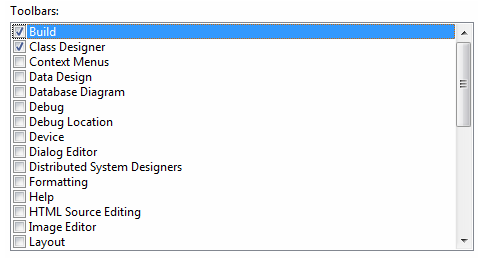 Toolbars:
Build
Class Designer
Context Menus
Data Design
Database Diagram
Debug
Debug Location
Device
Dialog Editor
Distributed System Designers
Formatting
Help
HTML Source Editing
Image Editor
Layout